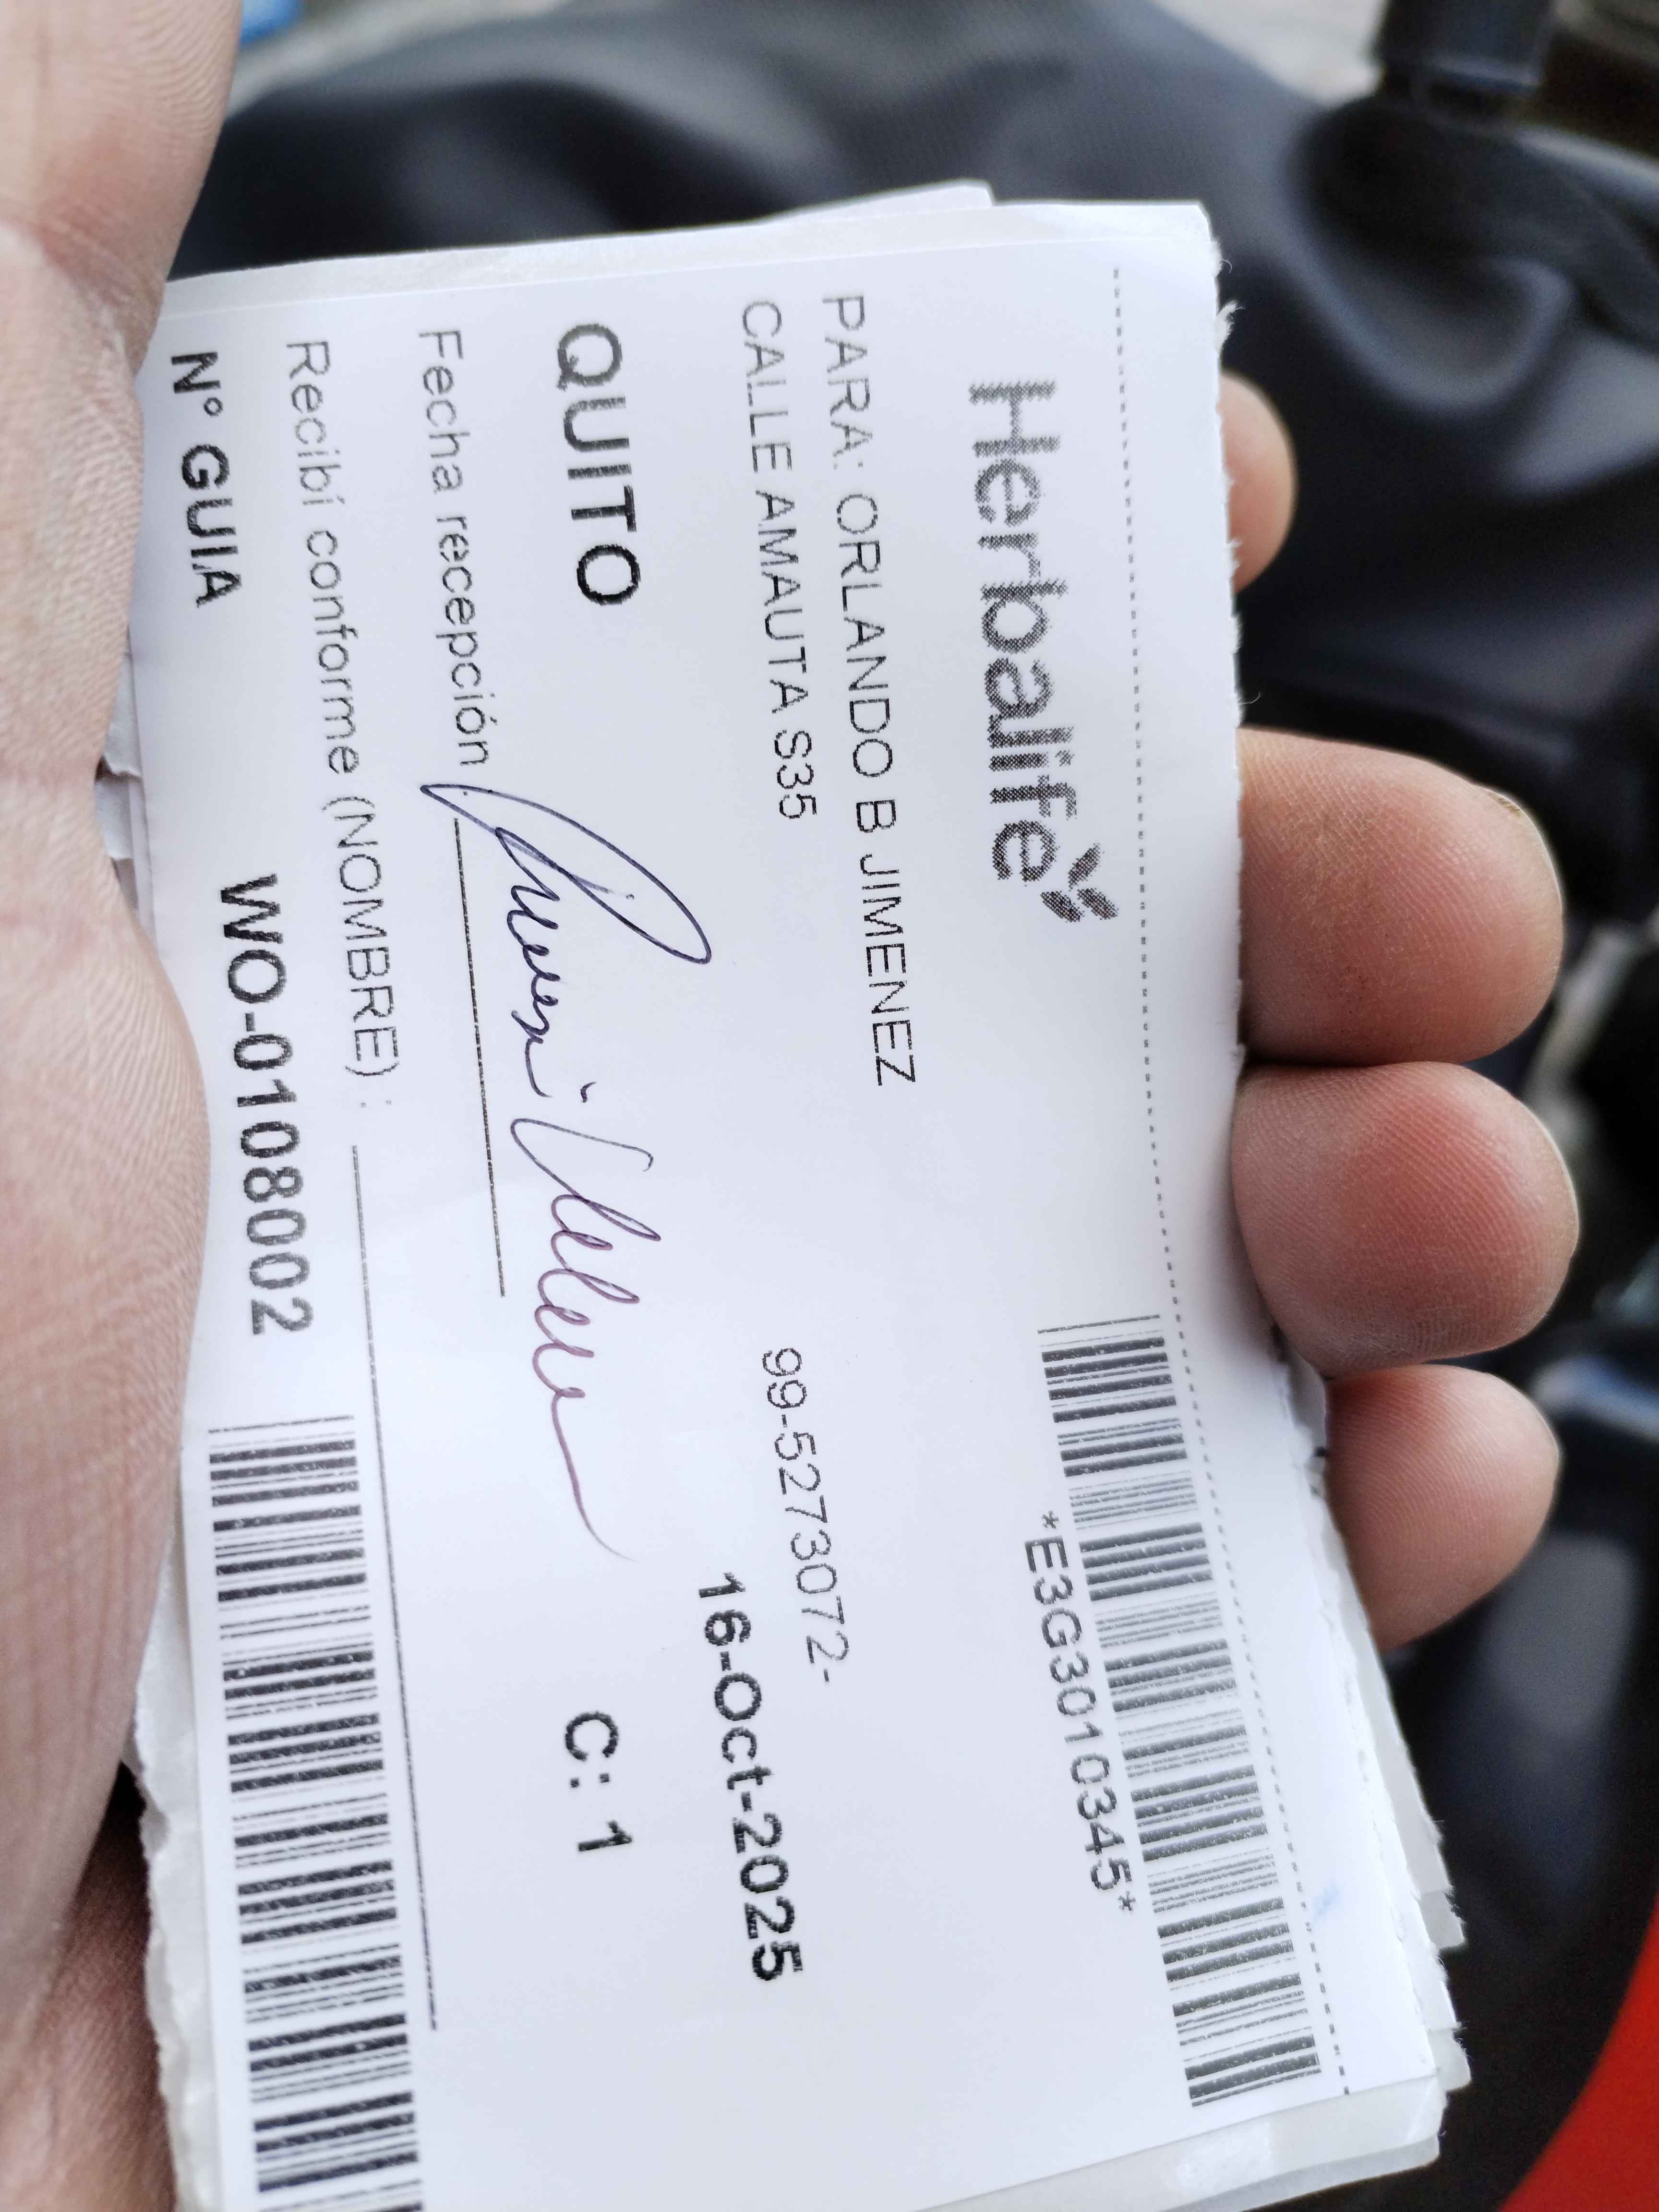 Herbalife
*E3G3010345*
PARA: ORLANDO B JIMENEZ
CALLE AMAUTA S35
99-5273072-
16-Oct-2025
QUITO
C: 1
Fecha recepción
Recibí conforme (NOMBRE) :
N° GUIA WO-0108002